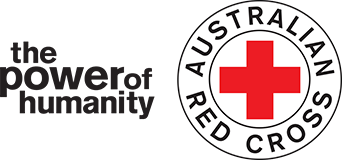 the
power of
humanity
AUSTRALIAN
RED CROSS